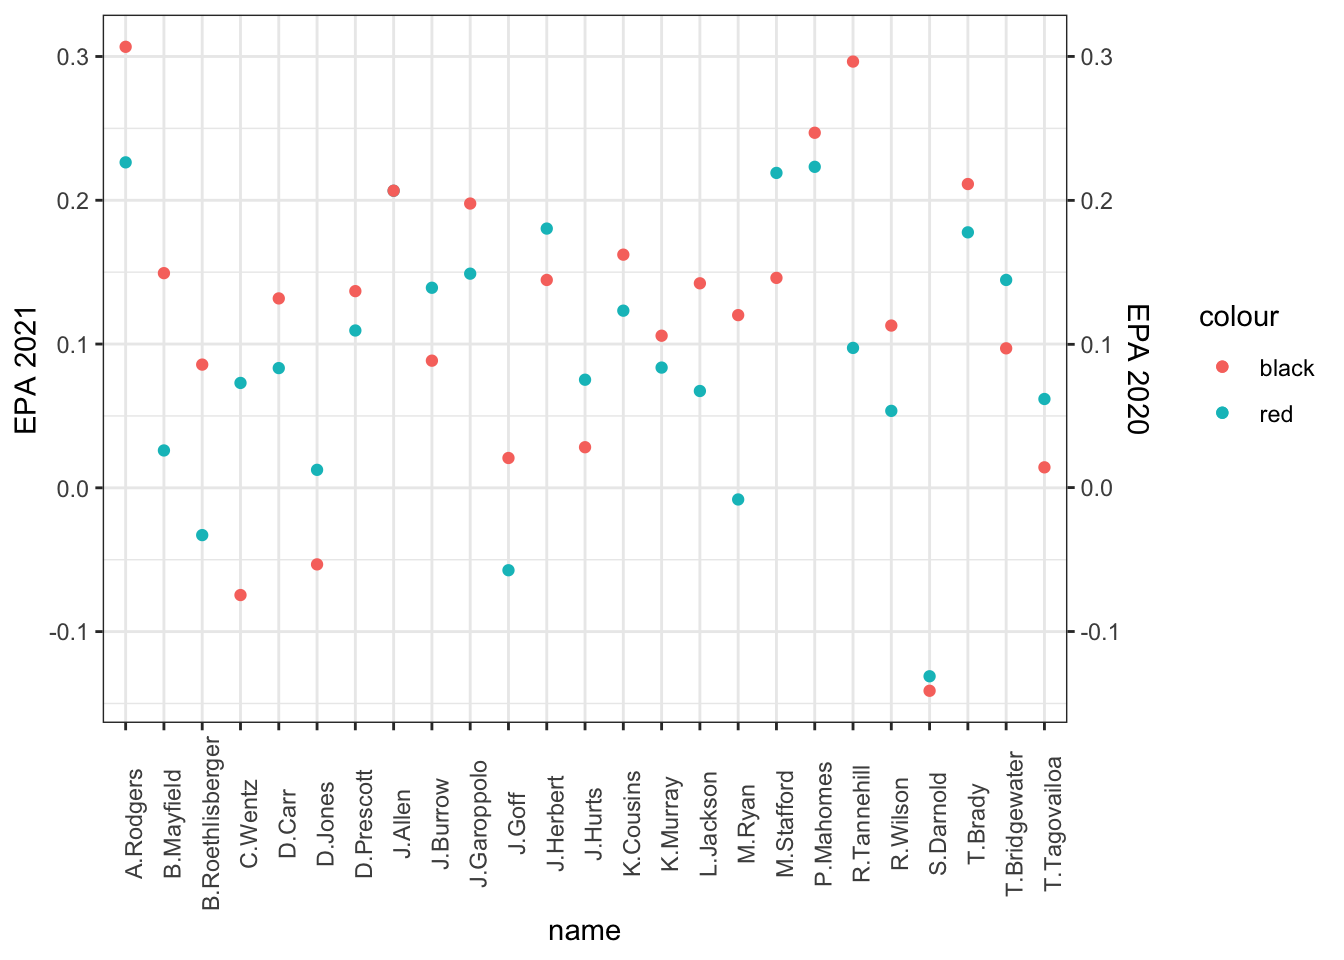 0.3
0.2
0.1
0.0
-0.1
EPA 2021
0.3
0.2
0.1
0.0
-0.1
EPA 2020
colour
black
red
A.Rodgers
B.Mayfield
B.Roethlisberger
C.Wentz
D.Carr
D.Jones
D.Prescott
J.Allen
J.Burrow
J.Garoppolo
J.Goff
J.Herbert
J.Hurts
K.Cousins
K.Murray
L.Jackson
M.Ryan
M.Stafford
P.Mahomes
R.Tannehill
R.Wilson
S.Darnold
T.Brady
T.Bridgewater
T.Tagovailoa
name